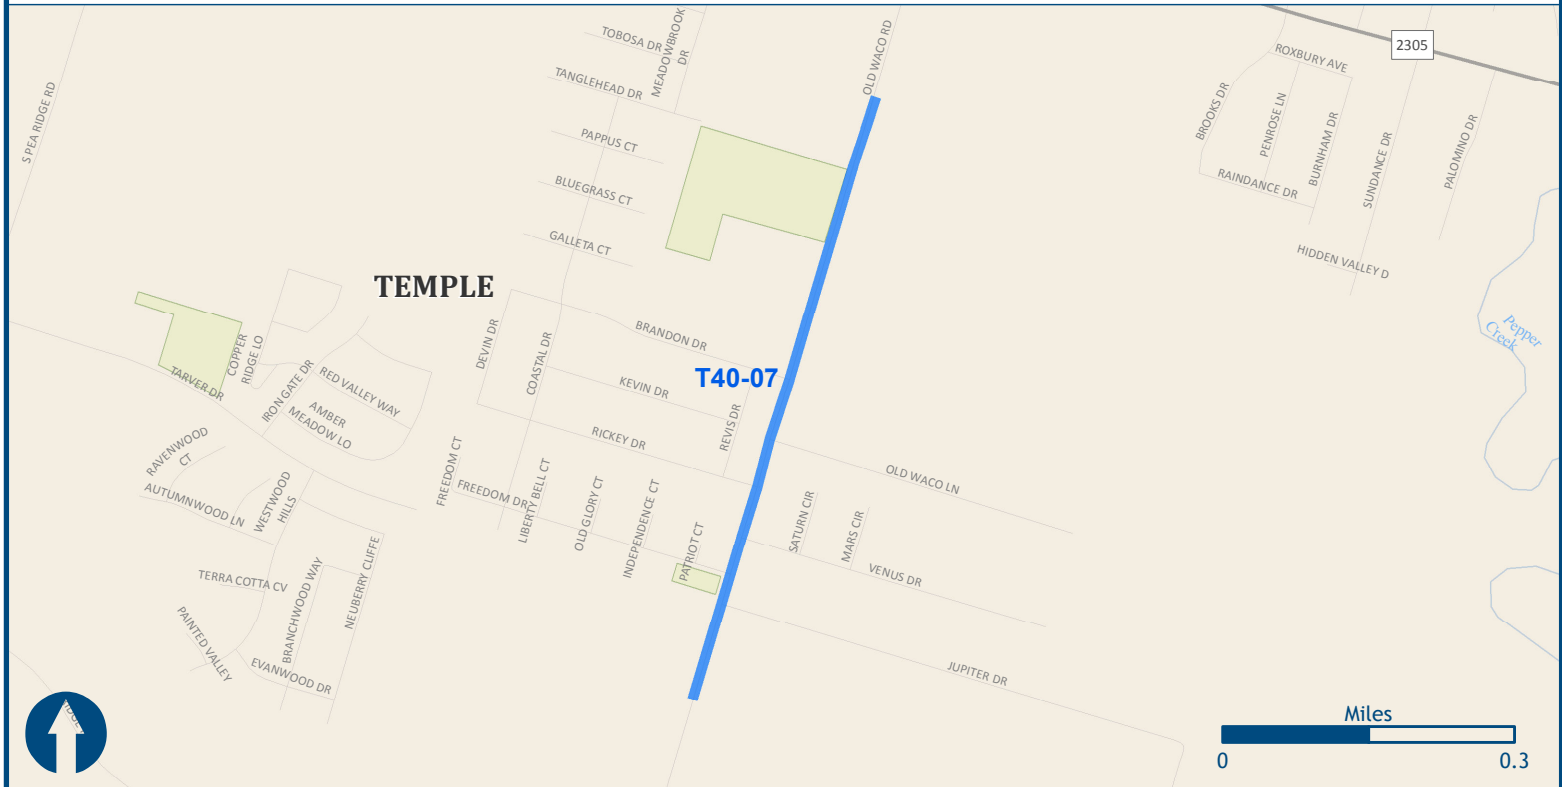 TOBOSA DR
MEADOWBROOK
DR
OLD WACO RD
2305
ROXBURY AVE
S PEA RIDGE RD
TANGLEHEAD DR
BROOKS DR
PENROSE LN
BURNHAM DR
SUNDANCE DR
PALOMINO DR
PAPPUS CT
BLUEGRASS CT
RAINDANCE DR
GALLETA CT
HIDDEN VALLEY D
TEMPLE
Pepper
Creek
COPPER
RIDGE LO
DEVIN DR
COASTAL DR
BRANDON DR
T40-07
TARVER DR
IRON GATE DR
RED VALLEY WAY
AMBER
MEADOW LO
KEVIN DR
REVIS DR
RICKEY DR
RAVENWOOD
CT
FREEDOM CT
FREEDOM DR
LIBERTY BELL CT
OLD GLORY CT
INDEPENDENCE CT
PATRIOT CT
OLD WACO LN
AUTUMNWOOD LN
WESTWOOD
HILLS
SATURN CIR
MARS CIR
VENUS DR
TERRA COTTA CV
BRANCHWOOD WAY
NEUBERRY CLIFFE
PAINTED VALLEY
EVANWOOD DR
JUPITER DR
Miles
0
0.3